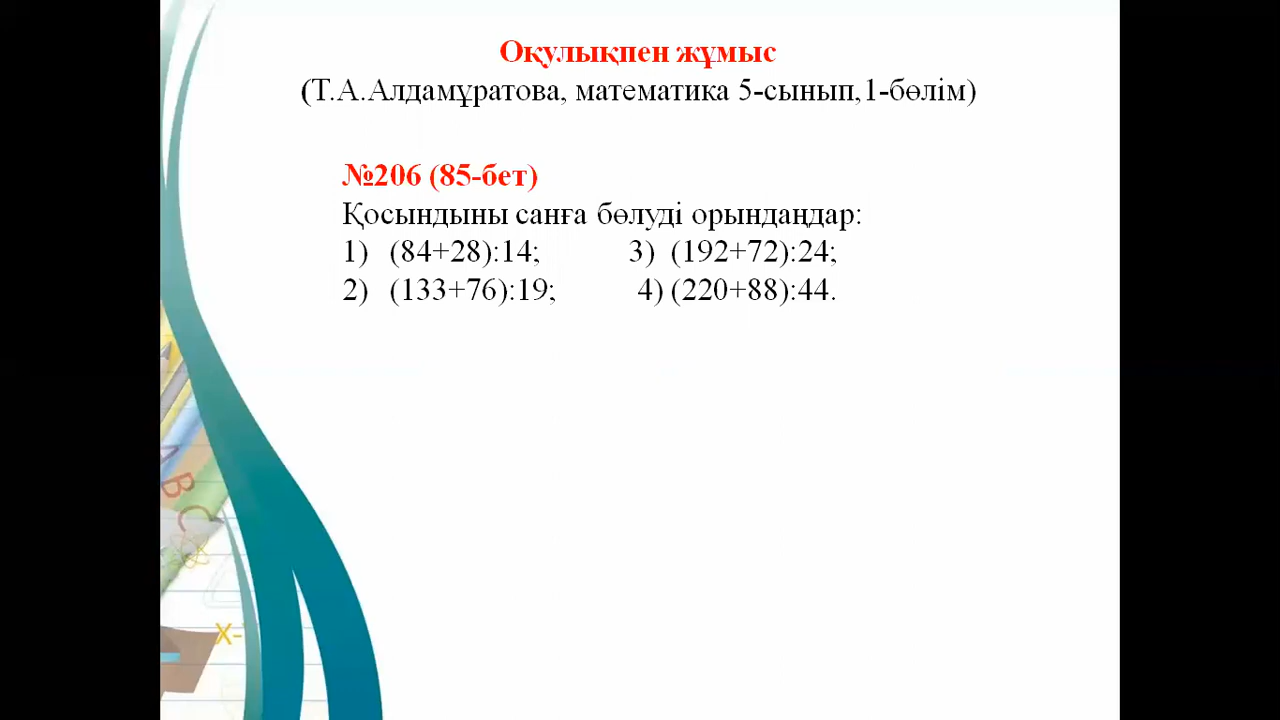 Оқулықпен жұмыс
(Т.А.Алдамұратова, математика 5-сынып,1-бөлім)
№206 (85-бет)
Қосындыны санға бөлуді орындаңдар:
1) (84+28):14; 3) (192+72):24;
2) (133+76):19; 4) (220+88):44.
В
С
X-